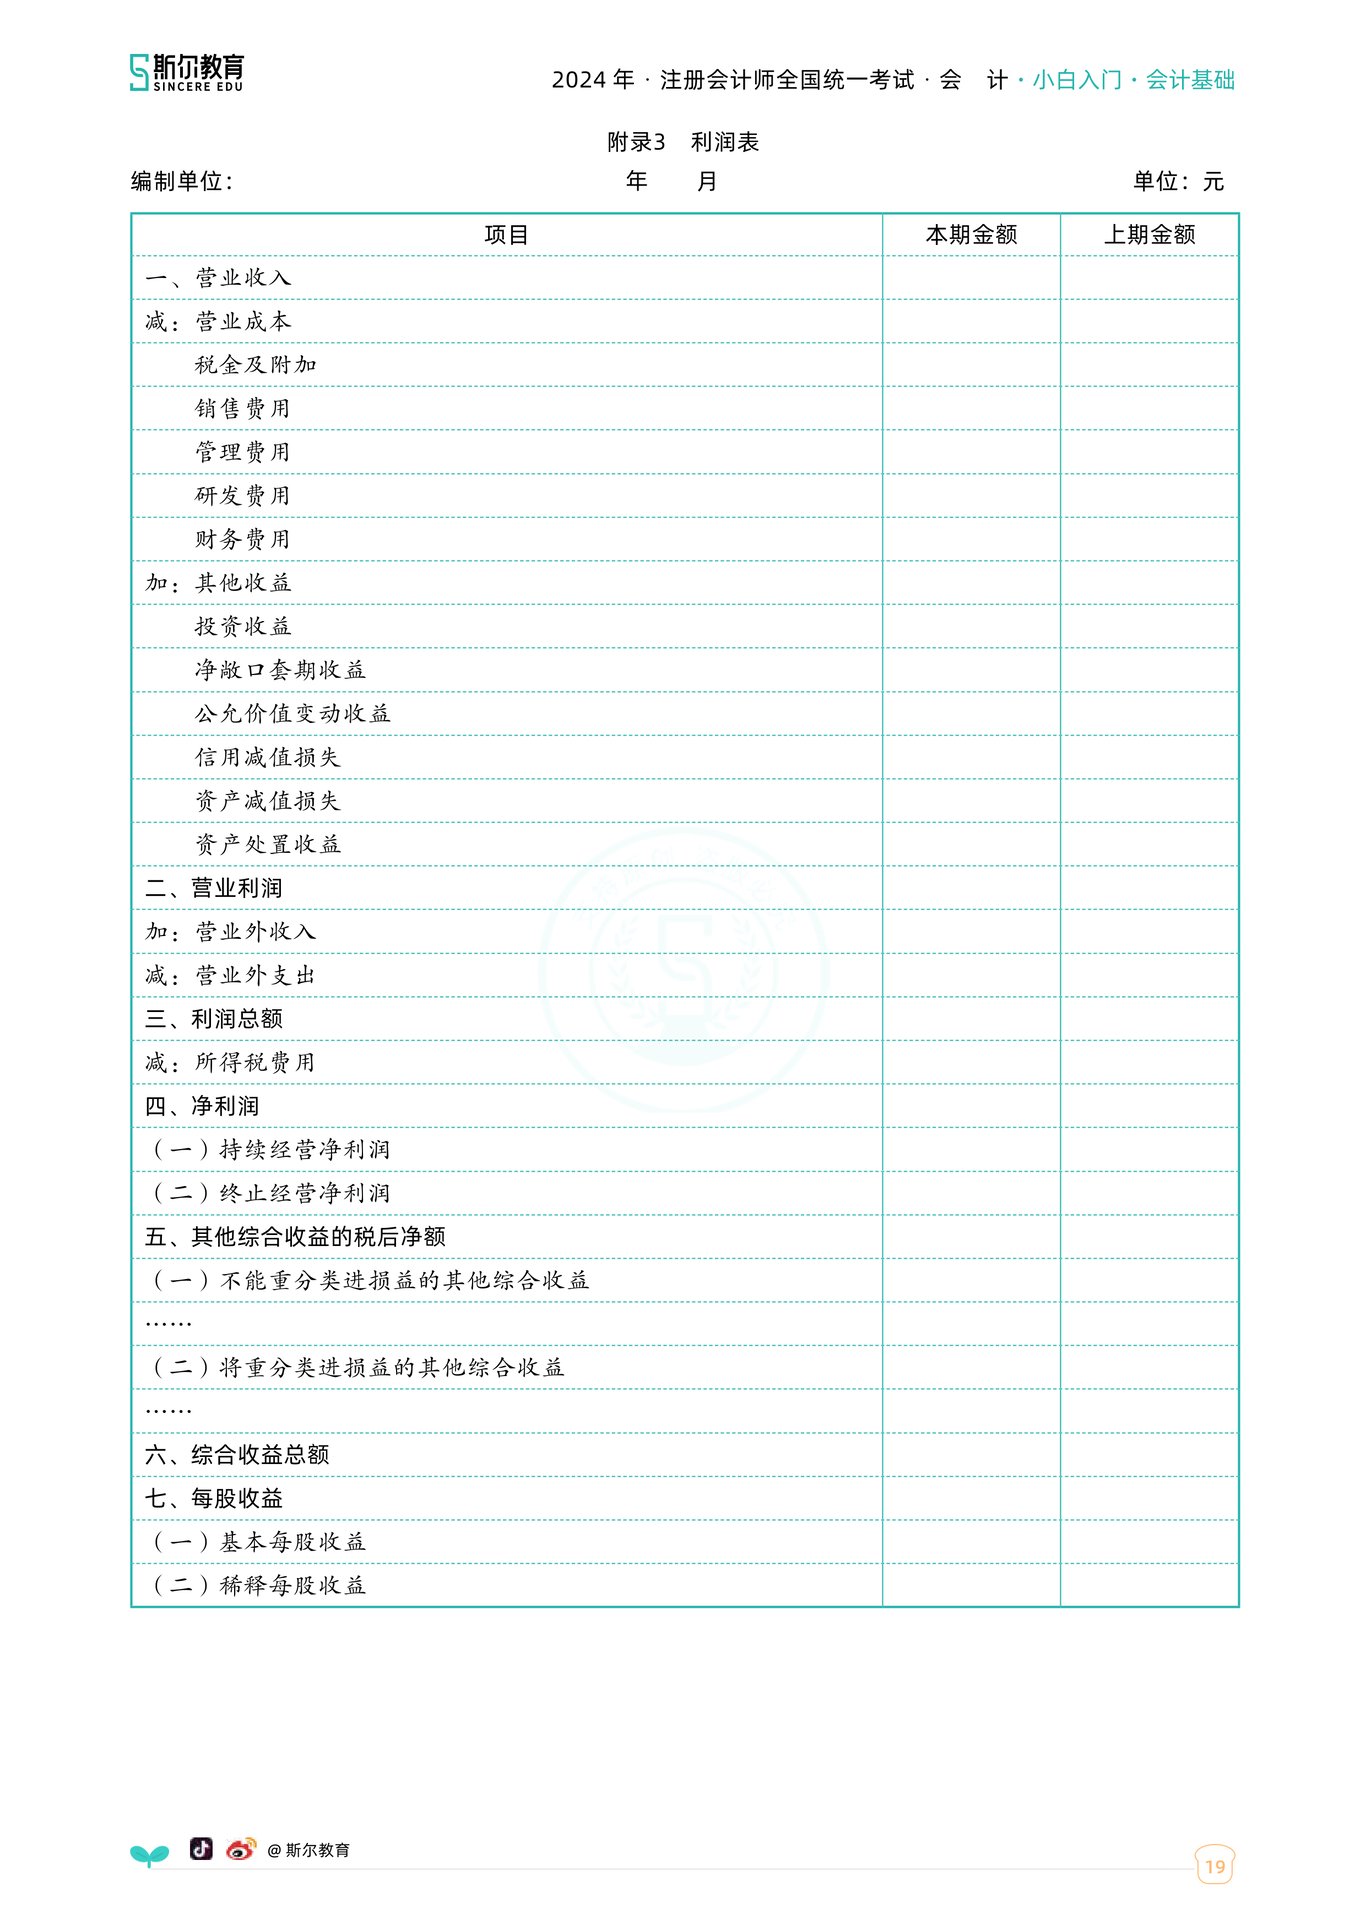 斯尔教育
SINCERE EDU
2024 年 · 注册会计师全国统一考试 · 会　计 · 小白入门 · 会计基础
附录3　利润表
编制单位：　　年　　月　　单位：元
项目　本期金额　上期金额
一、营业收入
减：营业成本
税金及附加
销售费用
管理费用
研发费用
财务费用
加：其他收益
投资收益
净敞口套期收益
公允价值变动收益
信用减值损失
资产减值损失
资产处置收益
二、营业利润
加：营业外收入
减：营业外支出
三、利润总额
减：所得税费用
四、净利润
（一）持续经营净利润
（二）终止经营净利润
五、其他综合收益的税后净额
（一）不能重分类进损益的其他综合收益
……
（二）将重分类进损益的其他综合收益
……
六、综合收益总额
七、每股收益
（一）基本每股收益
（二）稀释每股收益
@ 斯尔教育
19